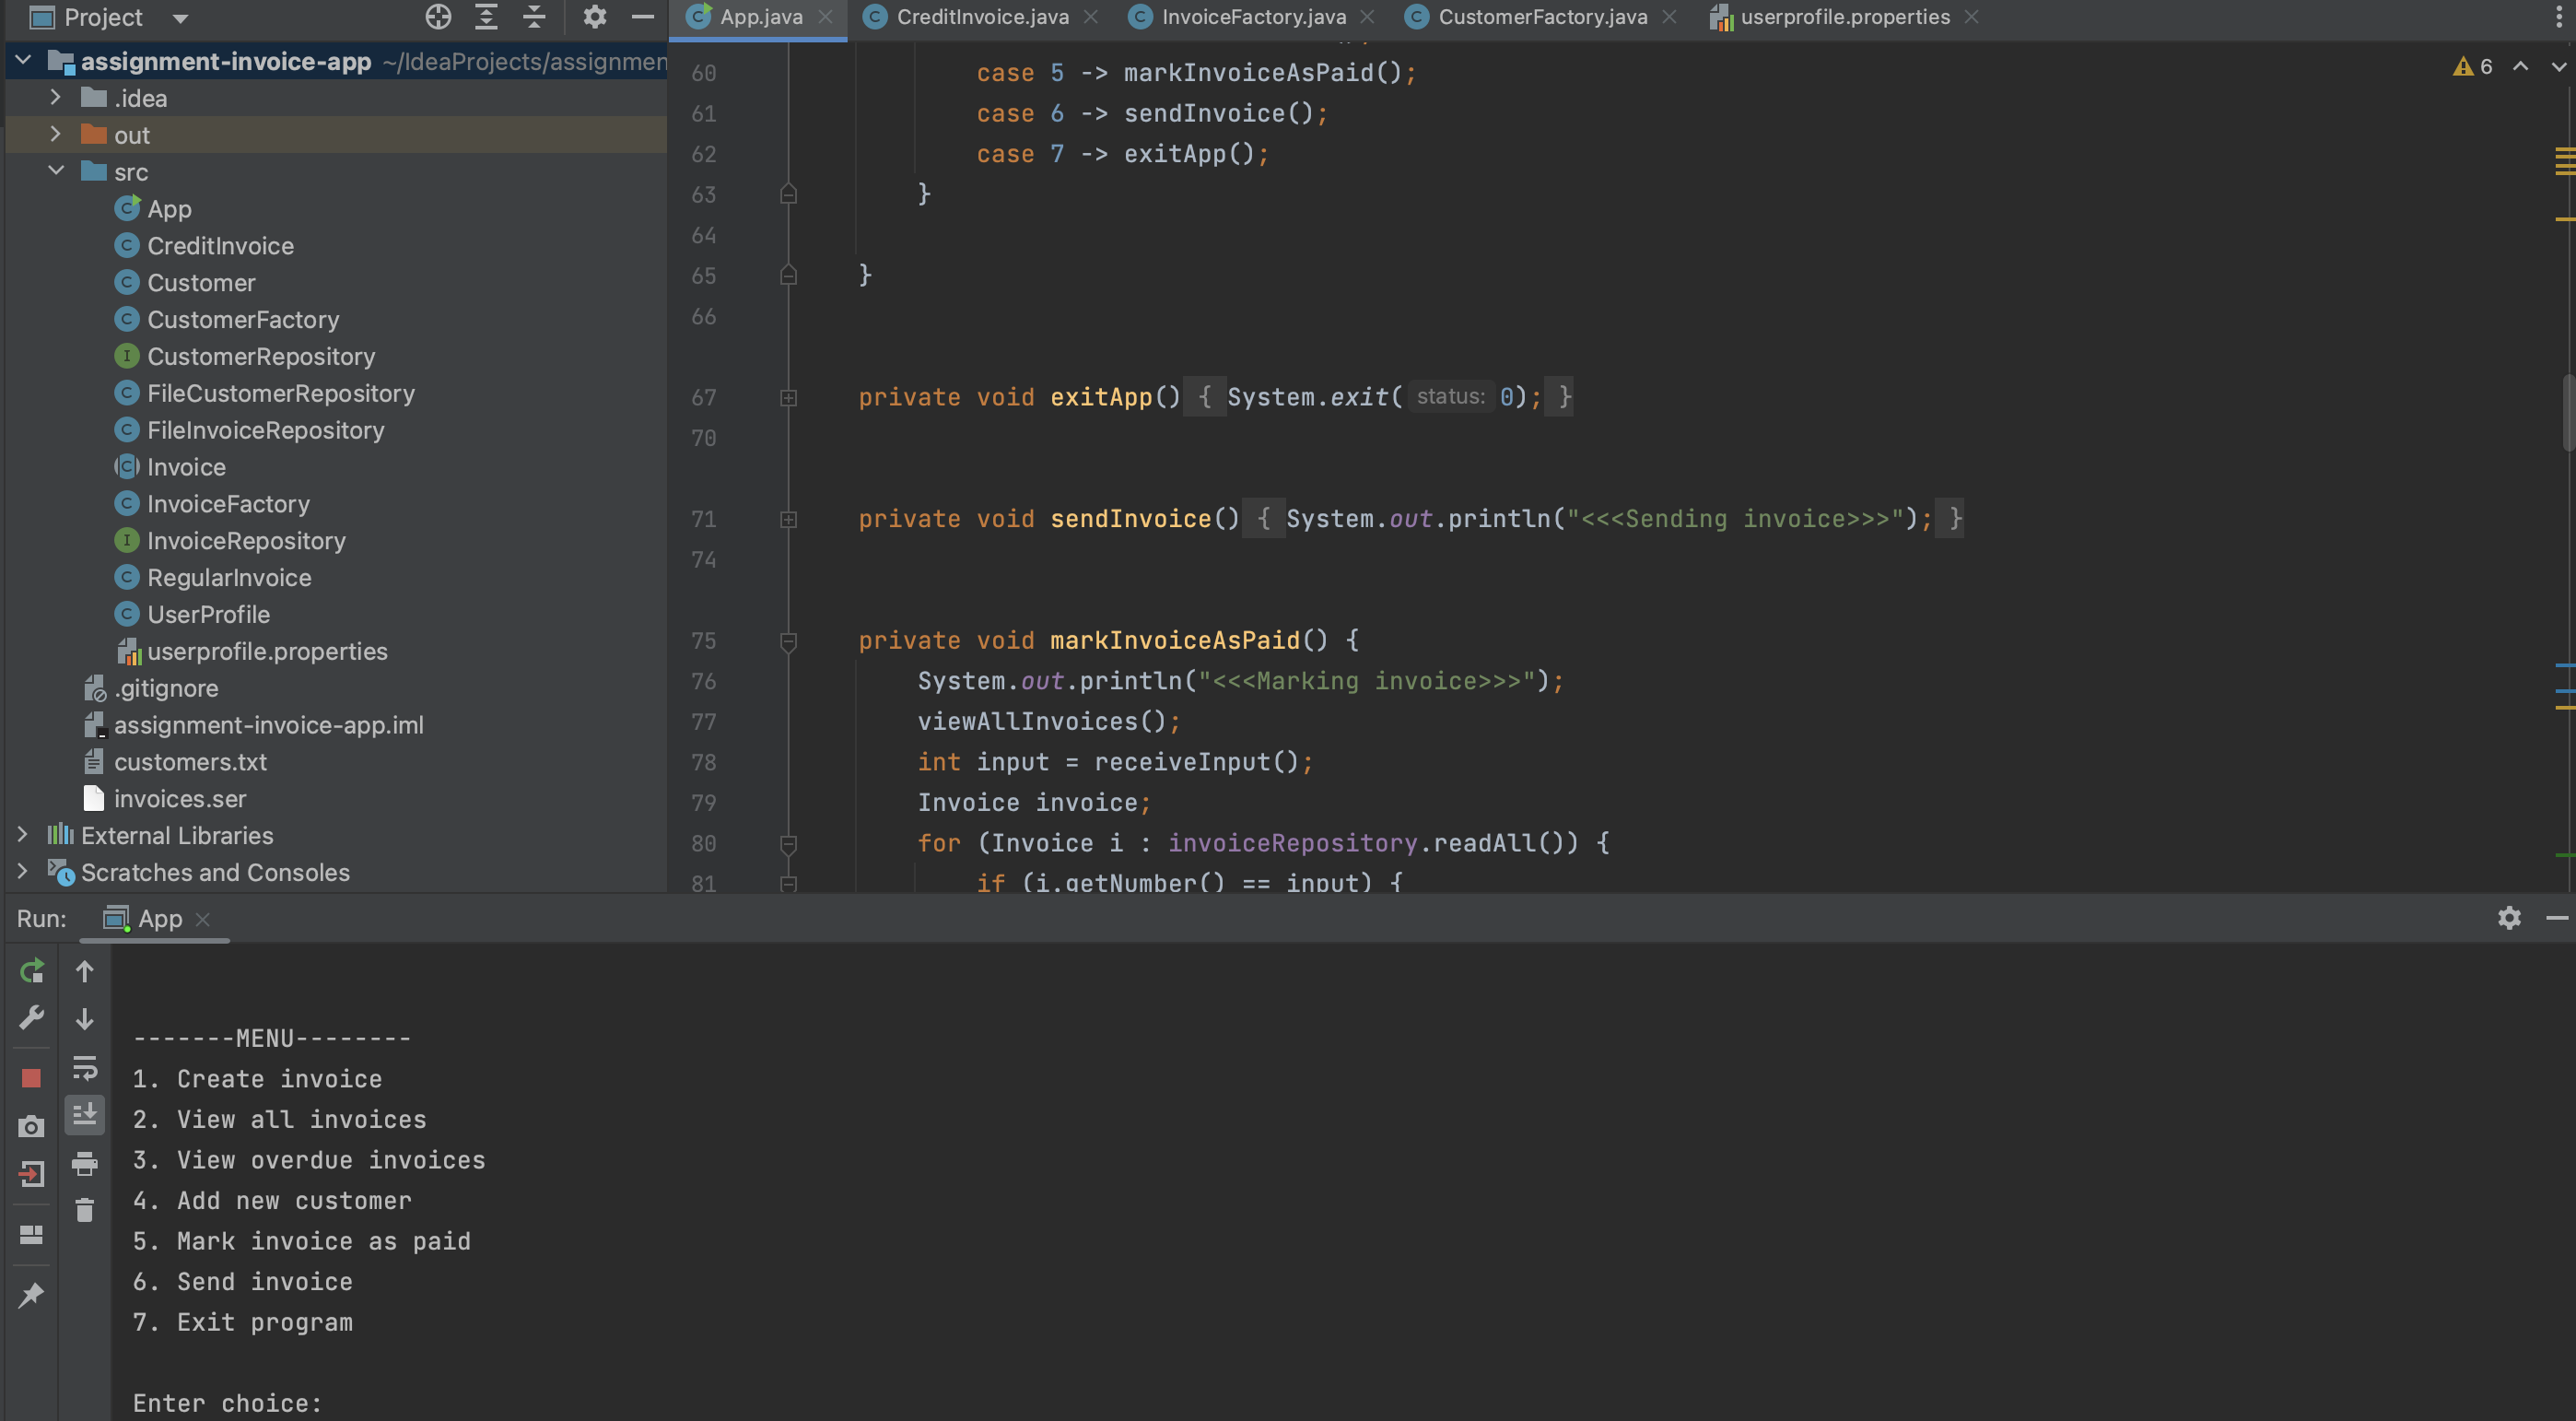 Project
assignment-invoice-app ~/IdeaProjects/assignmen
.idea
out
src
App
CreditInvoice
Customer
CustomerFactory
CustomerRepository
FileCustomerRepository
FileInvoiceRepository
Invoice
InvoiceFactory
InvoiceRepository
RegularInvoice
UserProfile
userprofile.properties
.gitignore
assignment-invoice-app.iml
customers.txt
invoices.ser
External Libraries
Scratches and Consoles
App.java CreditInvoice.java InvoiceFactory.java CustomerFactory.java userprofile.properties
6
60 case 5 -> markInvoiceAsPaid();
61 case 6 -> sendInvoice();
62 case 7 -> exitApp();
63 }
64
65 }
66
67 private void exitApp() { System.exit( status: 0); }
70
71 private void sendInvoice() { System.out.println("<<<Sending invoice>>>"); }
74
75 private void markInvoiceAsPaid() {
76 System.out.println("<<<Marking invoice>>>");
77 viewAllInvoices();
78 int input = receiveInput();
79 Invoice invoice;
80 for (Invoice i : invoiceRepository.readAll()) {
81 if (i.getNumber() == input) {
Run: App
-------MENU--------
1. Create invoice
2. View all invoices
3. View overdue invoices
4. Add new customer
5. Mark invoice as paid
6. Send invoice
7. Exit program
Enter choice: